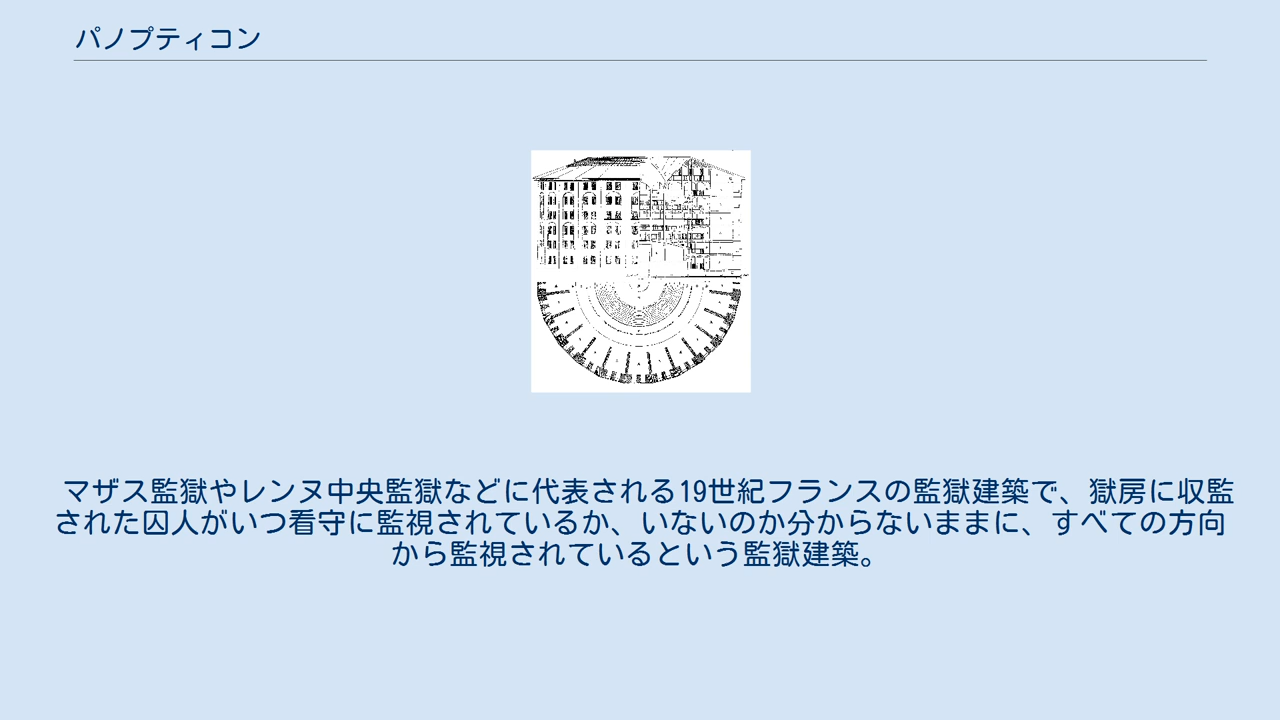 パノプティコン
マザス監獄やレンヌ中央監獄などに代表される19世紀フランスの監獄建築で、獄房に収監
された囚人がいつ看守に監視されているか、いないのか分からないままに、すべての方向
から監視されているという監獄建築。